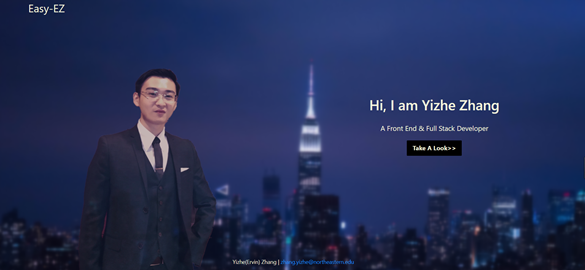 Easy-EZ
Hi, I am Yizhe Zhang
A Front End & Full Stack Developer
Take A Look>>
Yizhe(Ervin) Zhang | zhang.yizhe@northeastern.edu